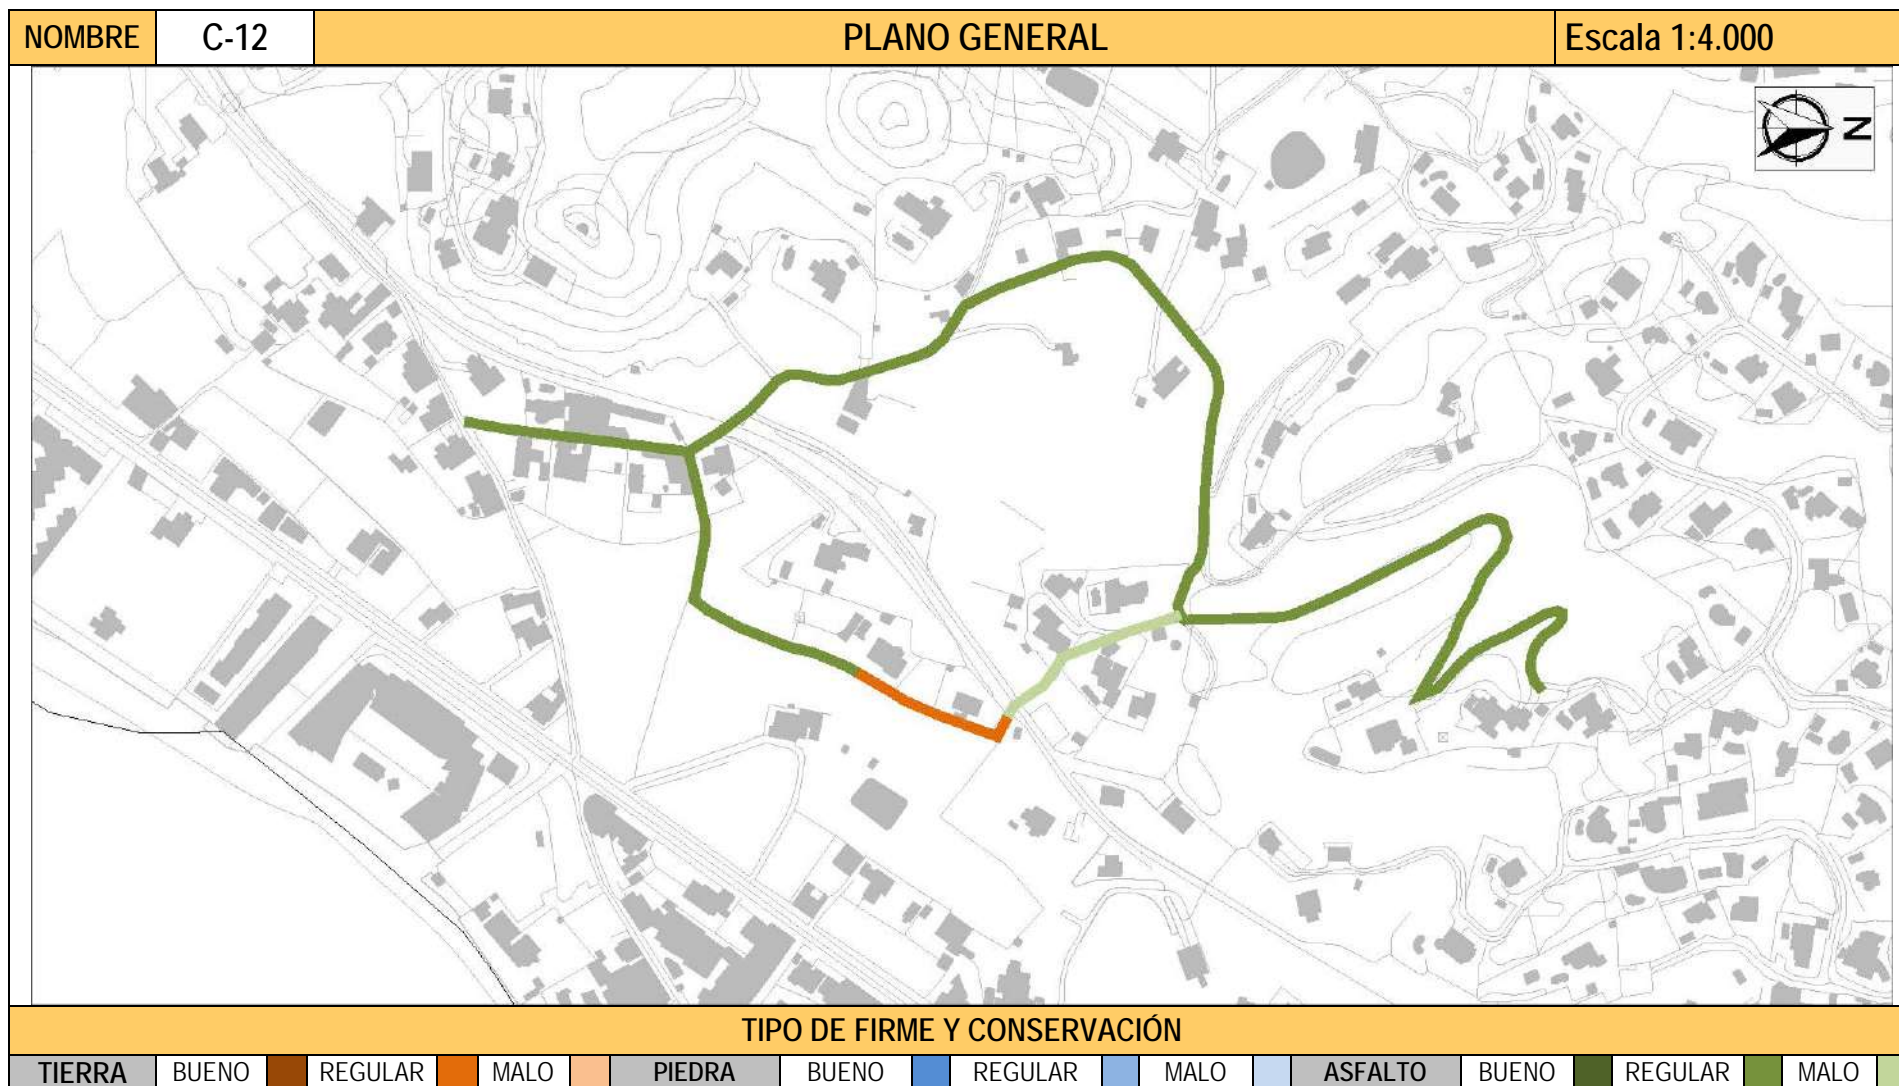 NOMBRE C-12 PLANO GENERAL Escala 1:4.000
N
TIPO DE FIRME Y CONSERVACIÓN
TIERRA BUENO REGULAR MALO PIEDRA BUENO REGULAR MALO ASFALTO BUENO REGULAR MALO